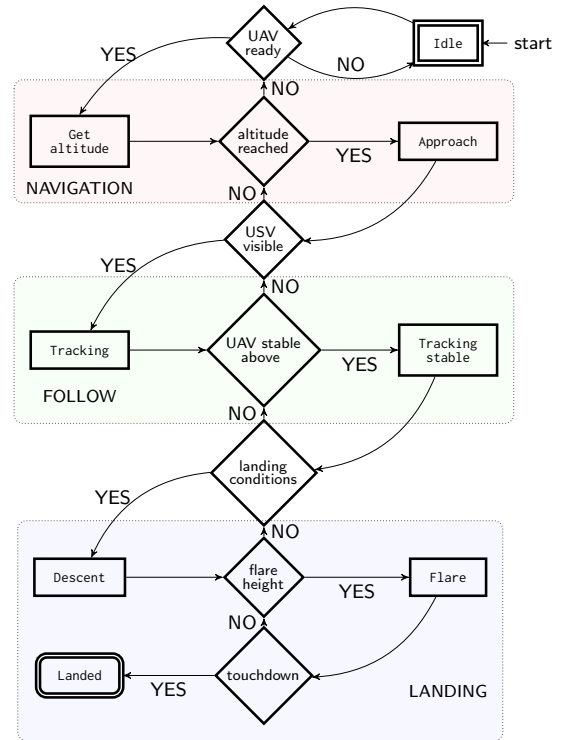 UAV
ready
Idle
start
YES
NO
NO
Get
altitude
altitude
reached
YES
Approach
NAVIGATION
NO
USV
visible
YES
NO
Tracking
UAV stable
above
YES
Tracking
stable
FOLLOW
NO
landing
conditions
YES
NO
Descent
flare
height
YES
Flare
NO
Landed
YES
touchdown
LANDING